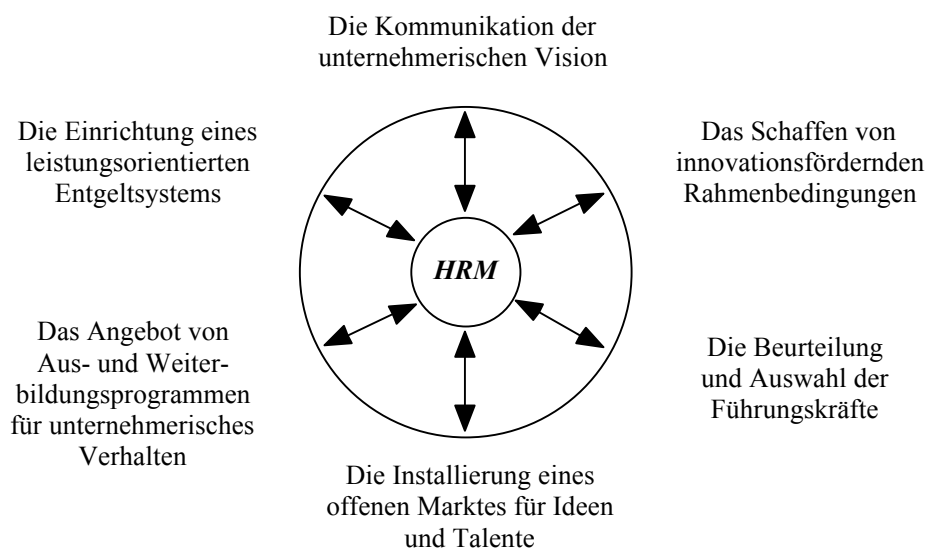 Die Kommunikation der
unternehmerischen Vision
Die Einrichtung eines
leistungsorientierten
Entgeltsystems
Das Schaffen von
innovationsfördernden
Rahmenbedingungen
HRM
Das Angebot von
Aus- und Weiter-
bildungsprogrammen
für unternehmerisches
Verhalten
Die Beurteilung
und Auswahl der
Führungskräfte
Die Installierung eines
offenen Marktes für Ideen
und Talente